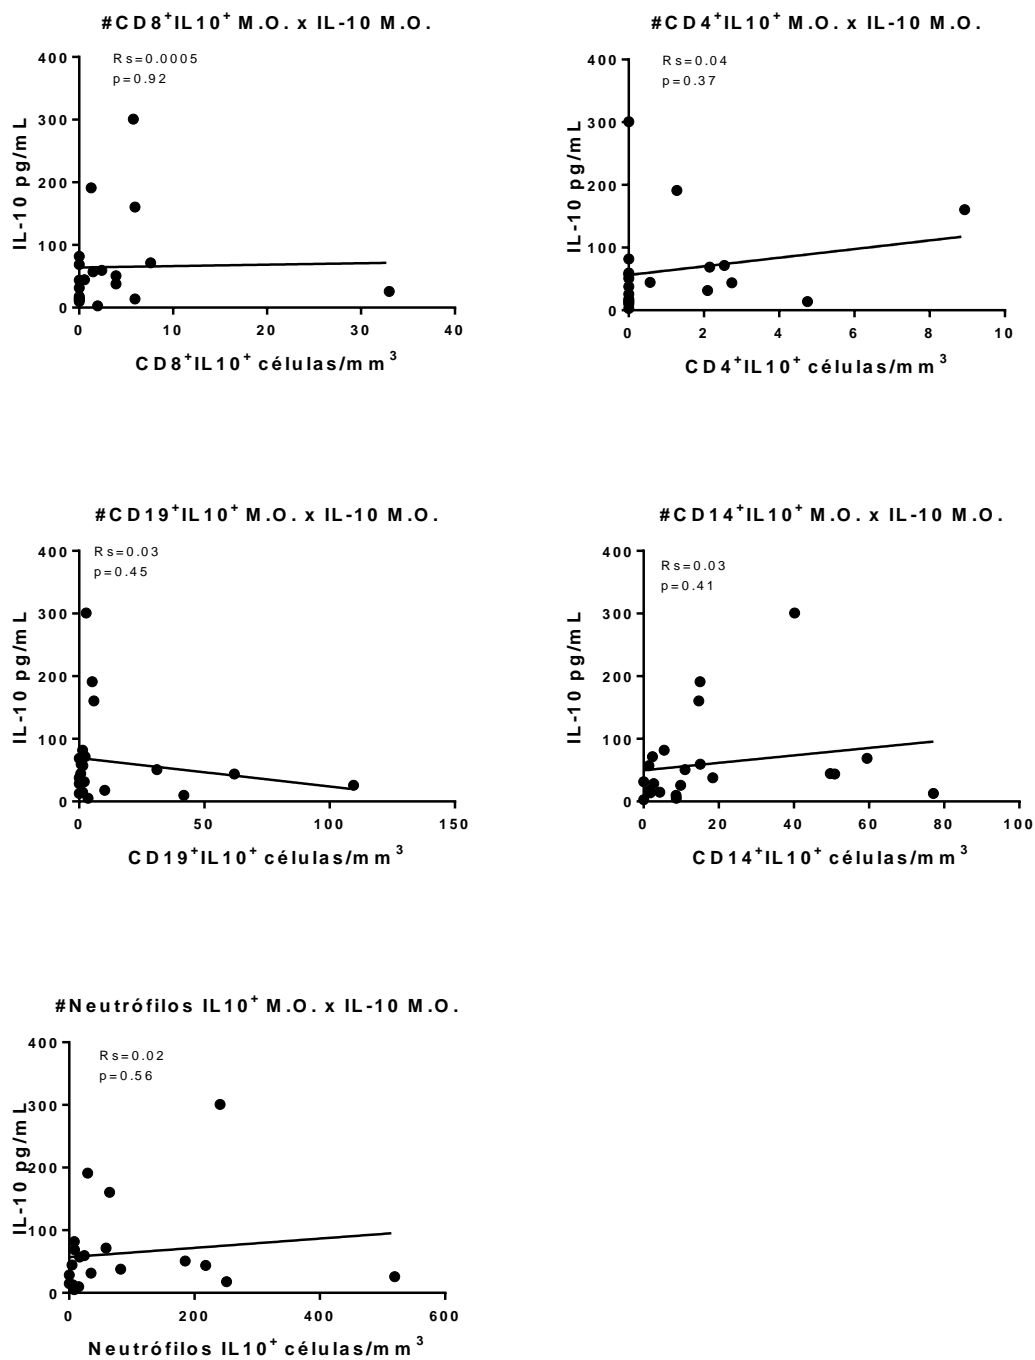 #CD8⁺IL10⁺ M.O. x IL-10 M.O.
Rs=0.0005
p=0.92
IL-10 pg/mL
400
300
200
100
0
0 10 20 30 40
CD8⁺IL10⁺ células/mm³
#CD4⁺IL10⁺ M.O. x IL-10 M.O.
Rs=0.04
p=0.37
IL-10 pg/mL
400
300
200
100
0
0 2 4 6 8 10
CD4⁺IL10⁺ células/mm³
#CD19⁺IL10⁺ M.O. x IL-10 M.O.
Rs=0.03
p=0.45
IL-10 pg/mL
400
300
200
100
0
0 50 100 150
CD19⁺IL10⁺ células/mm³
#CD14⁺IL10⁺ M.O. x IL-10 M.O.
Rs=0.03
p=0.41
IL-10 pg/mL
400
300
200
100
0
0 20 40 60 80 100
CD14⁺IL10⁺ células/mm³
#Neutrófilos IL10⁺ M.O. x IL-10 M.O.
Rs=0.02
p=0.56
IL-10 pg/mL
400
300
200
100
0
0 200 400 600
Neutrófilos IL10⁺ células/mm³